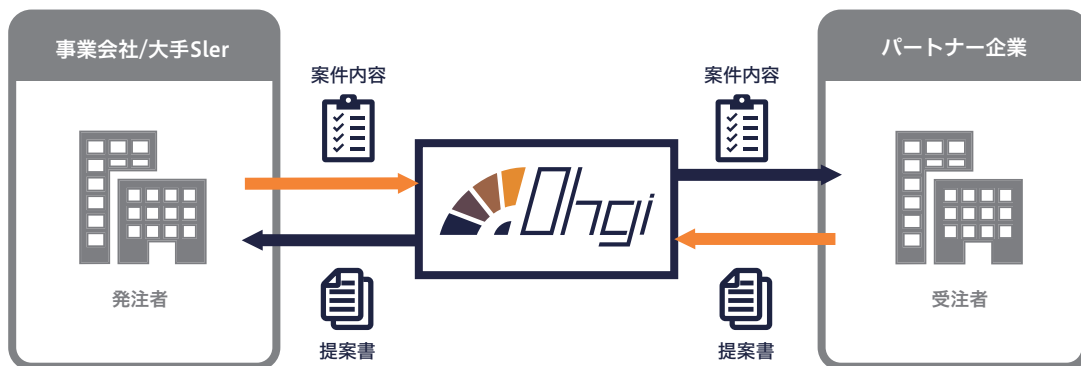 事業会社/大手SIer
パートナー企業
案件内容
案件内容
Ohgi
発注者
受注者
提案書
提案書